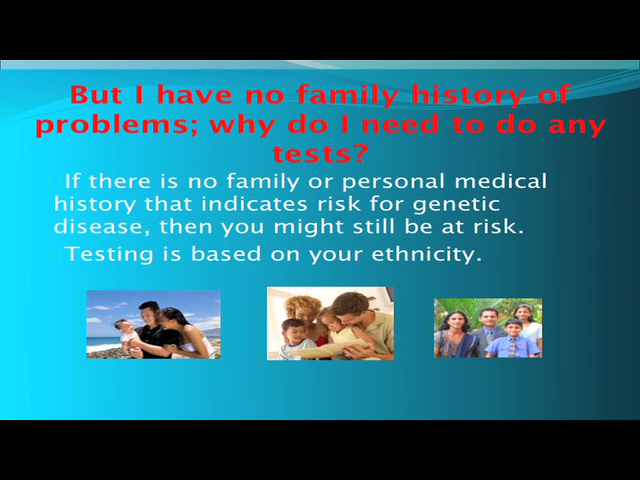 But I have no family history of
problems; why do I need to do any
tests?
If there is no family or personal medical
history that indicates risk for genetic
disease, then you might still be at risk.
Testing is based on your ethnicity.